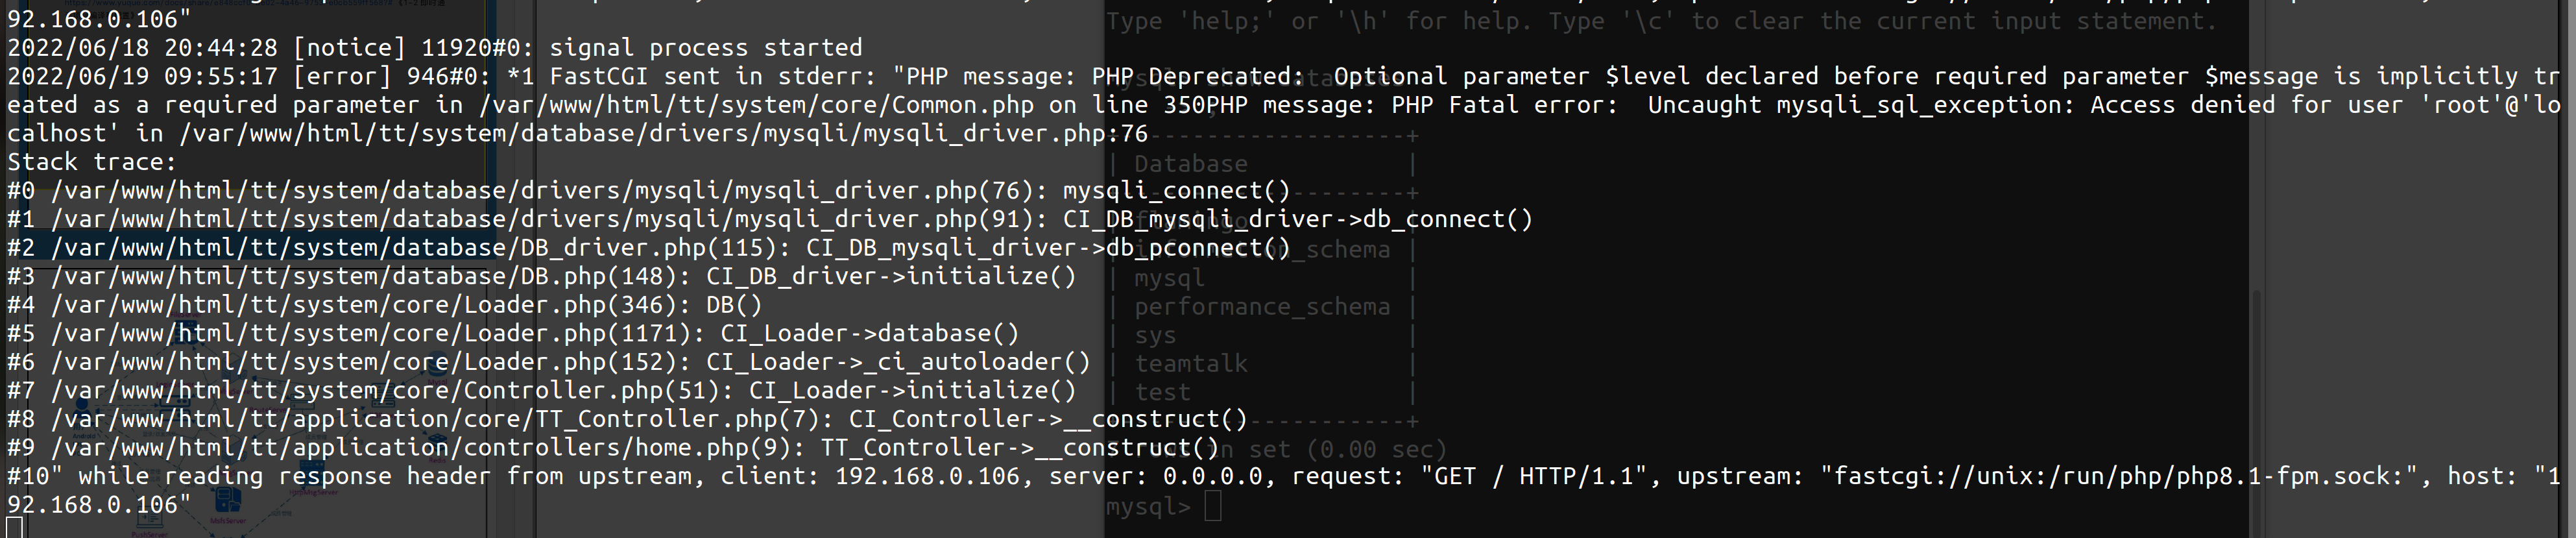 92.168.0.106"
2022/06/18 20:44:28 [notice] 11920#0: signal process started
2022/06/19 09:55:17 [error] 946#0: *1 FastCGI sent in stderr: "PHP message: PHP Deprecated:  Optional parameter $level declared before required parameter $message is implicitly tr
eated as a required parameter in /var/www/html/tt/system/core/Common.php on line 350PHP message: PHP Fatal error:  Uncaught mysqli_sql_exception: Access denied for user 'root'@'lo
calhost' in /var/www/html/tt/system/database/drivers/mysqli/mysqli_driver.php:76
Stack trace:
#0 /var/www/html/tt/system/database/drivers/mysqli/mysqli_driver.php(76): mysqli_connect()
#1 /var/www/html/tt/system/database/drivers/mysqli/mysqli_driver.php(91): CI_DB_mysqli_driver->db_connect()
#2 /var/www/html/tt/system/database/DB_driver.php(115): CI_DB_mysqli_driver->db_pconnect()
#3 /var/www/html/tt/system/database/DB.php(148): CI_DB_driver->initialize()
#4 /var/www/html/tt/system/core/Loader.php(346): DB()
#5 /var/www/html/tt/system/core/Loader.php(1171): CI_Loader->database()
#6 /var/www/html/tt/system/core/Loader.php(152): CI_Loader->_ci_autoloader()
#7 /var/www/html/tt/system/core/Controller.php(51): CI_Loader->initialize()
#8 /var/www/html/tt/application/core/TT_Controller.php(7): CI_Controller->__construct()
#9 /var/www/html/tt/application/controllers/home.php(9): TT_Controller->__construct()
#10" while reading response header from upstream, client: 192.168.0.106, server: 0.0.0.0, request: "GET / HTTP/1.1", upstream: "fastcgi://unix:/run/php/php8.1-fpm.sock:", host: "1
92.168.0.106"
Type 'help;' or '\h' for help. Type '\c' to clear the current input statement.
| Database |
information_schema |
| mysql |
| performance_schema |
| sys |
| teamtalk |
| test |
in set (0.00 sec)
mysql>